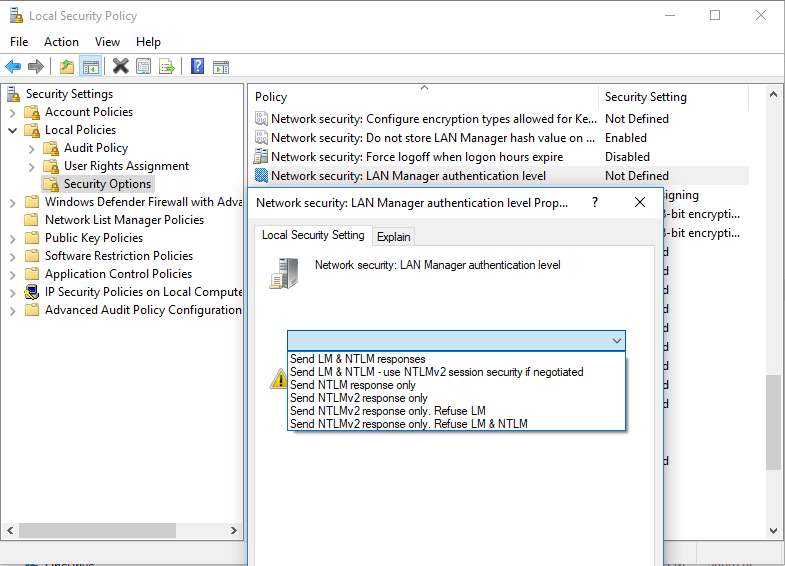 Local Security Policy
File Action View Help
Security Settings
Account Policies
Local Policies
Audit Policy
User Rights Assignment
Security Options
Windows Defender Firewall with Adva
Network List Manager Policies
Public Key Policies
Software Restriction Policies
Application Control Policies
IP Security Policies on Local Compute
Advanced Audit Policy Configuration
Policy Security Setting
Network security: Configure encryption types allowed for Ke... Not Defined
Network security: Do not store LAN Manager hash value on ... Enabled
Network security: Force logoff when logon hours expire Disabled
Network security: LAN Manager authentication level Not Defined
igning
-bit encrypti...
-bit encrypti...
Network security: LAN Manager authentication level Prop... ? 
Local Security Setting Explain
Network security: LAN Manager authentication level
Send LM & NTLM responses
Send LM & NTLM - use NTLMv2 session security if negotiated
Send NTLM response only
Send NTLMv2 response only
Send NTLMv2 response only. Refuse LM
Send NTLMv2 response only. Refuse LM & NTLM